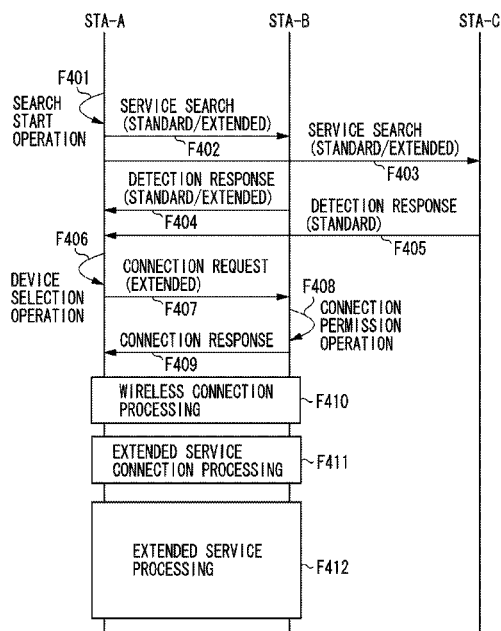 STA-A
STA-B
STA-C
F401
SEARCH
START
OPERATION
SERVICE SEARCH
(STANDARD/EXTENDED)
F402
SERVICE SEARCH
(STANDARD/EXTENDED)
F403
DETECTION RESPONSE
(STANDARD/EXTENDED)
F404
DETECTION RESPONSE
(STANDARD)
F405
F406
DEVICE
SELECTION
OPERATION
CONNECTION REQUEST
(EXTENDED)
F407
F408
CONNECTION
PERMISSION
OPERATION
CONNECTION RESPONSE
F409
WIRELESS CONNECTION
PROCESSING
F410
EXTENDED SERVICE
CONNECTION PROCESSING
F411
EXTENDED SERVICE
PROCESSING
F412